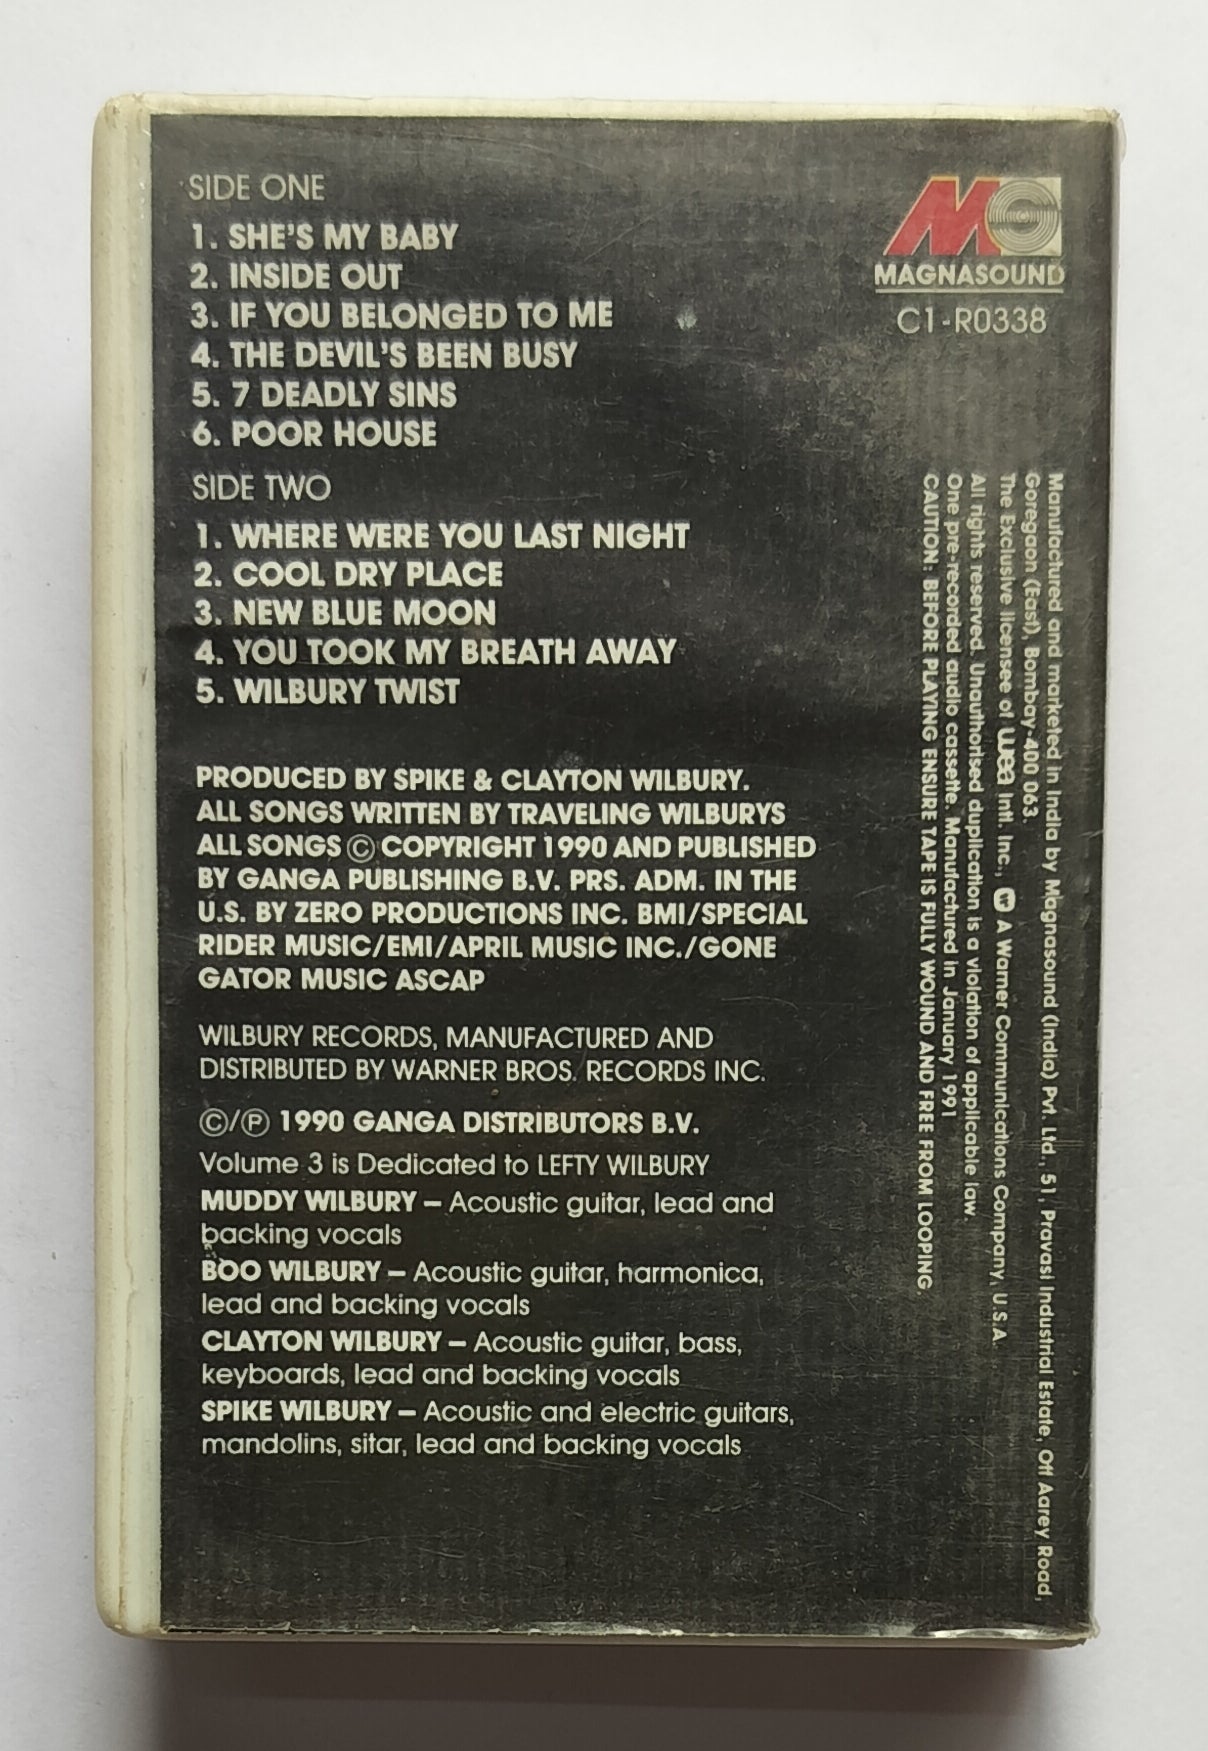 SIDE ONE
1. SHE'S MY BABY
2. INSIDE OUT
3. IF YOU BELONGED TO ME
4. THE DEVIL'S BEEN BUSY
5. 7 DEADLY SINS
6. POOR HOUSE
SIDE TWO
1. WHERE WERE YOU LAST NIGHT
2. COOL DRY PLACE
3. NEW BLUE MOON
4. YOU TOOK MY BREATH AWAY
5. WILBURY TWIST
PRODUCED BY SPIKE & CLAYTON WILBURY.
ALL SONGS WRITTEN BY TRAVELING WILBURYS
ALL SONGS © COPYRIGHT 1990 AND PUBLISHED
BY GANGA PUBLISHING B.V. PRS. ADM. IN THE
U.S. BY ZERO PRODUCTIONS INC. BMI/SPECIAL
RIDER MUSIC/EMI/APRIL MUSIC INC./GONE
GATOR MUSIC ASCAP
WILBURY RECORDS, MANUFACTURED AND
DISTRIBUTED BY WARNER BROS. RECORDS INC.
©/℗ 1990 GANGA DISTRIBUTORS B.V.
Volume 3 is Dedicated to LEFTY WILBURY
MUDDY WILBURY – Acoustic guitar, lead and
backing vocals
BOO WILBURY – Acoustic guitar, harmonica,
lead and backing vocals
CLAYTON WILBURY – Acoustic guitar, bass,
keyboards, lead and backing vocals
SPIKE WILBURY – Acoustic and electric guitars,
mandolins, sitar, lead and backing vocals
MAGNASOUND
C1-R0338
Manufactured and marketed in India by Magnasound (India) Pvt. Ltd., 51, Pravasi Industrial Estate, Off Aarey Road,
Goregaon (East), Bombay-400 063.
The Exclusive licensee of wea Intl. Inc., A Warner Communications Company, U.S.A.
All rights reserved. Unauthorised duplication is a violation of applicable law.
One pre-recorded audio cassette. Manufactured in January 1991
CAUTION: BEFORE PLAYING ENSURE TAPE IS FULLY WOUND AND FREE FROM LOOPING.